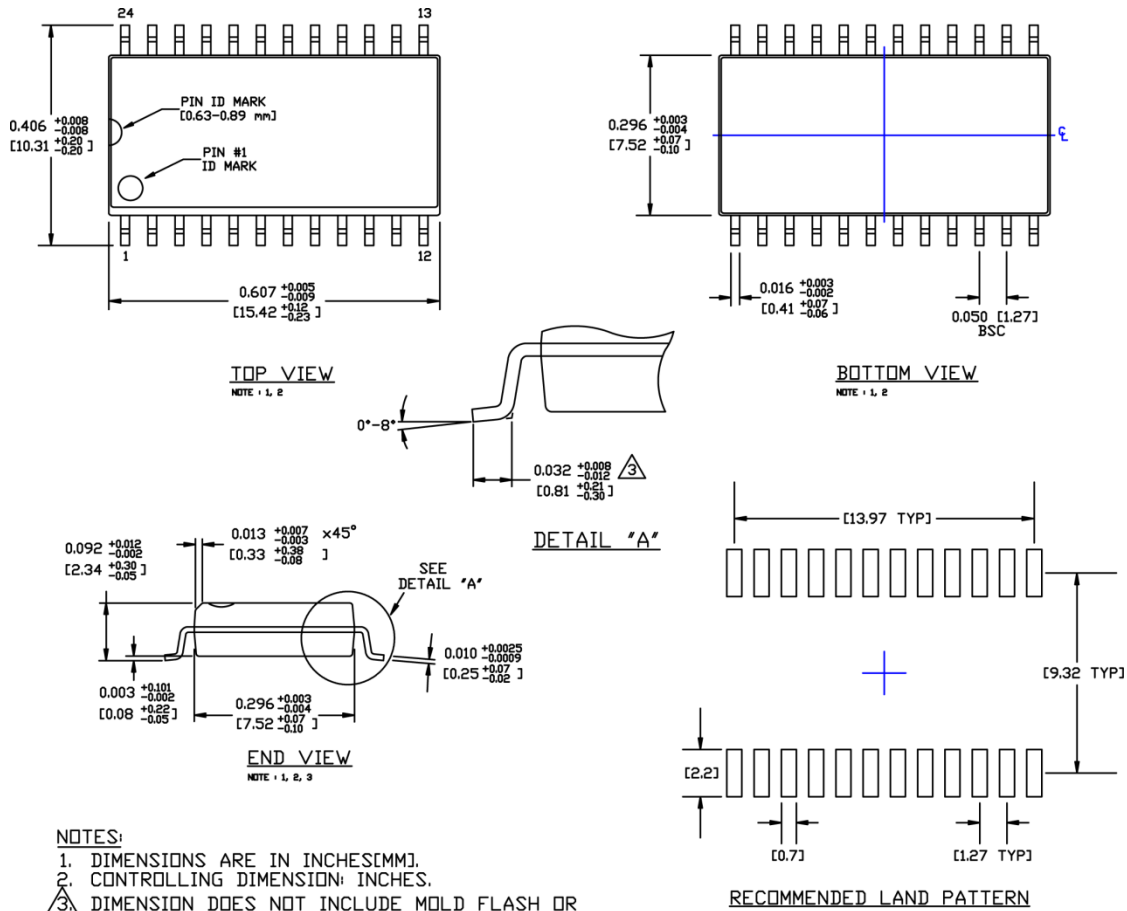 24
13
PIN ID MARK
[0.63-0.89 mm]
0.406 +0.008 -0.008
[10.31 +0.20 -0.20 ]
PIN #1
ID MARK
1
12
0.607 +0.005 -0.009
[15.42 +0.12 -0.23 ]
TOP VIEW
NOTE : 1, 2
0.296 +0.003 -0.004
[7.52 +0.07 -0.10 ]
℄
0.016 +0.003 -0.002
[0.41 +0.07 -0.06 ]
0.050 [1.27]
BSC
BOTTOM VIEW
NOTE : 1, 2
0°-8°
0.032 +0.008 -0.012
3
[0.81 +0.21 -0.30 ]
DETAIL "A"
0.092 +0.012 -0.002
[2.34 +0.30 -0.05 ]
0.013 +0.007 -0.003 x45°
[0.33 +0.38 -0.08 ]
SEE
DETAIL "A"
0.010 +0.0025 -0.0009
[0.25 +0.07 -0.02 ]
0.003 +0.101 -0.002
[0.08 +0.22 -0.05 ]
0.296 +0.003 -0.004
[7.52 +0.07 -0.10 ]
END VIEW
NOTE : 1, 2, 3
[13.97 TYP]
[9.32 TYP]
[2.2]
[0.7]
[1.27 TYP]
RECOMMENDED LAND PATTERN
NOTES:
1. DIMENSIONS ARE IN INCHES[MM].
2. CONTROLLING DIMENSION: INCHES.
3. DIMENSION DOES NOT INCLUDE MOLD FLASH OR